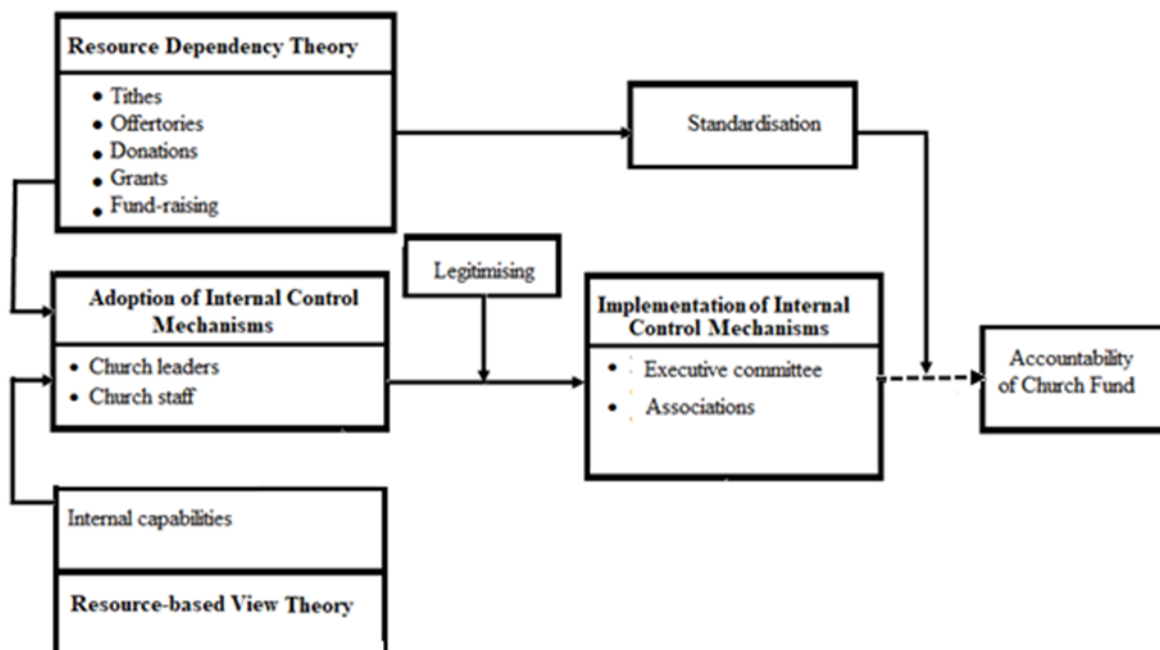 Resource Dependency Theory
• Tithes
• Offertories
• Donations
• Grants
• Fund-raising
Standardisation
Legitimising
Adoption of Internal Control
Mechanisms
• Church leaders
• Church staff
Implementation of Internal
Control Mechanisms
• Executive committee
• Associations
Accountability
of Church Fund
Internal capabilities
Resource-based View Theory